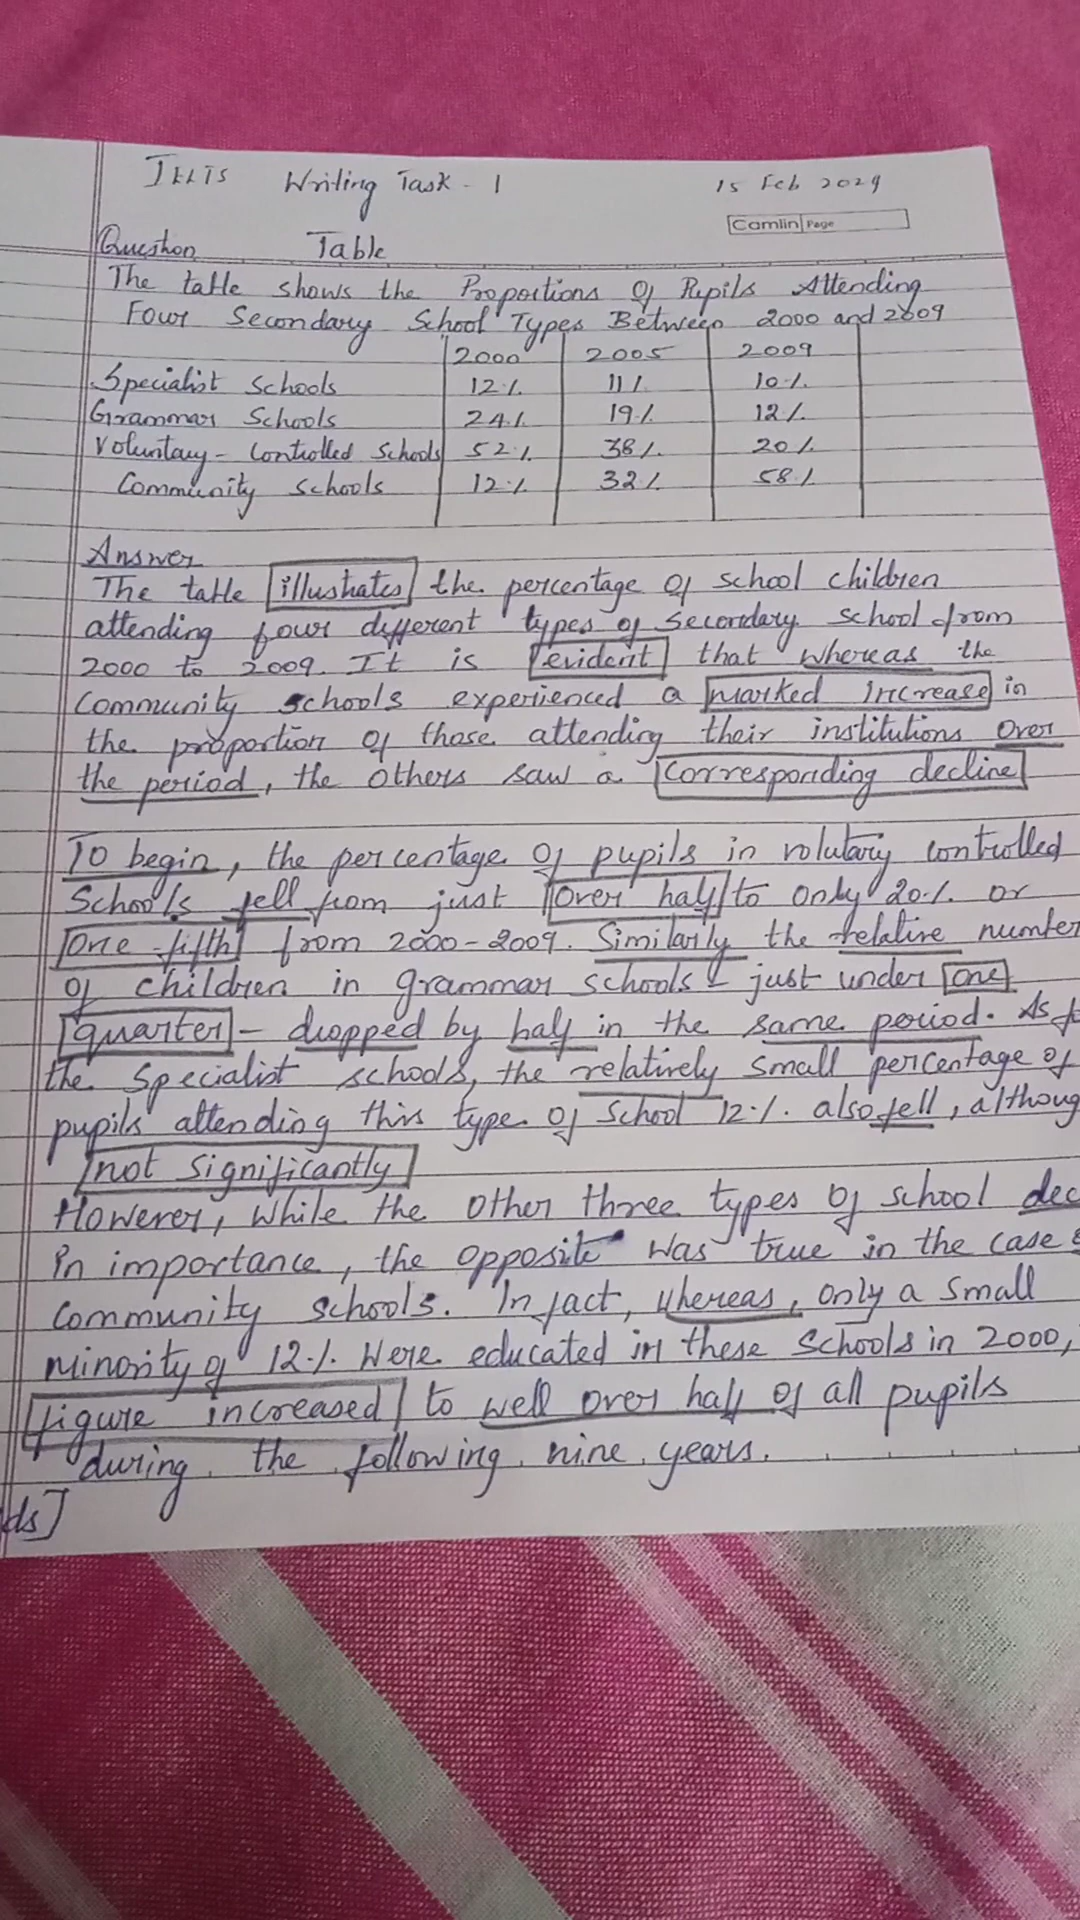 IELTS Writing Task - 1 15 Feb 2024
Camlin Page
Question Table
The table shows the Proportions Of Pupils Attending
Four Secondary School Types Between 2000 and 2009
2000 2005 2009
Specialist Schools 12% 11% 10%
Grammar Schools 24% 19% 12%
Voluntary - Controlled Schools 52% 38% 20%
Community Schools 12% 32% 58%
Answer
The table illustrates the percentage of school children
attending four different types of secondary school from
2000 to 2009. It is evident that whereas the
community schools experienced a marked increase in
the proportion of those attending their institutions over
the period, the others saw a corresponding decline
To begin, the percentage of pupils in volutary controlled
Schools fell from just over half to only 20% or
one-fifth from 2000-2009. Similarily the relative number
of children in grammar schools - just under one
quarter - dropped by half in the same period. As
the specialist schools, the relatively small percentage of
pupils attending this type of school 12% also fell,
not significantly
However, while the other three types of school
in importance, the opposite was true in the case
community schools. In fact, whereas, only a small
minority of 12% were educated in these schools in 2000,
figure increased to well over half of all pupils
during the following nine years.